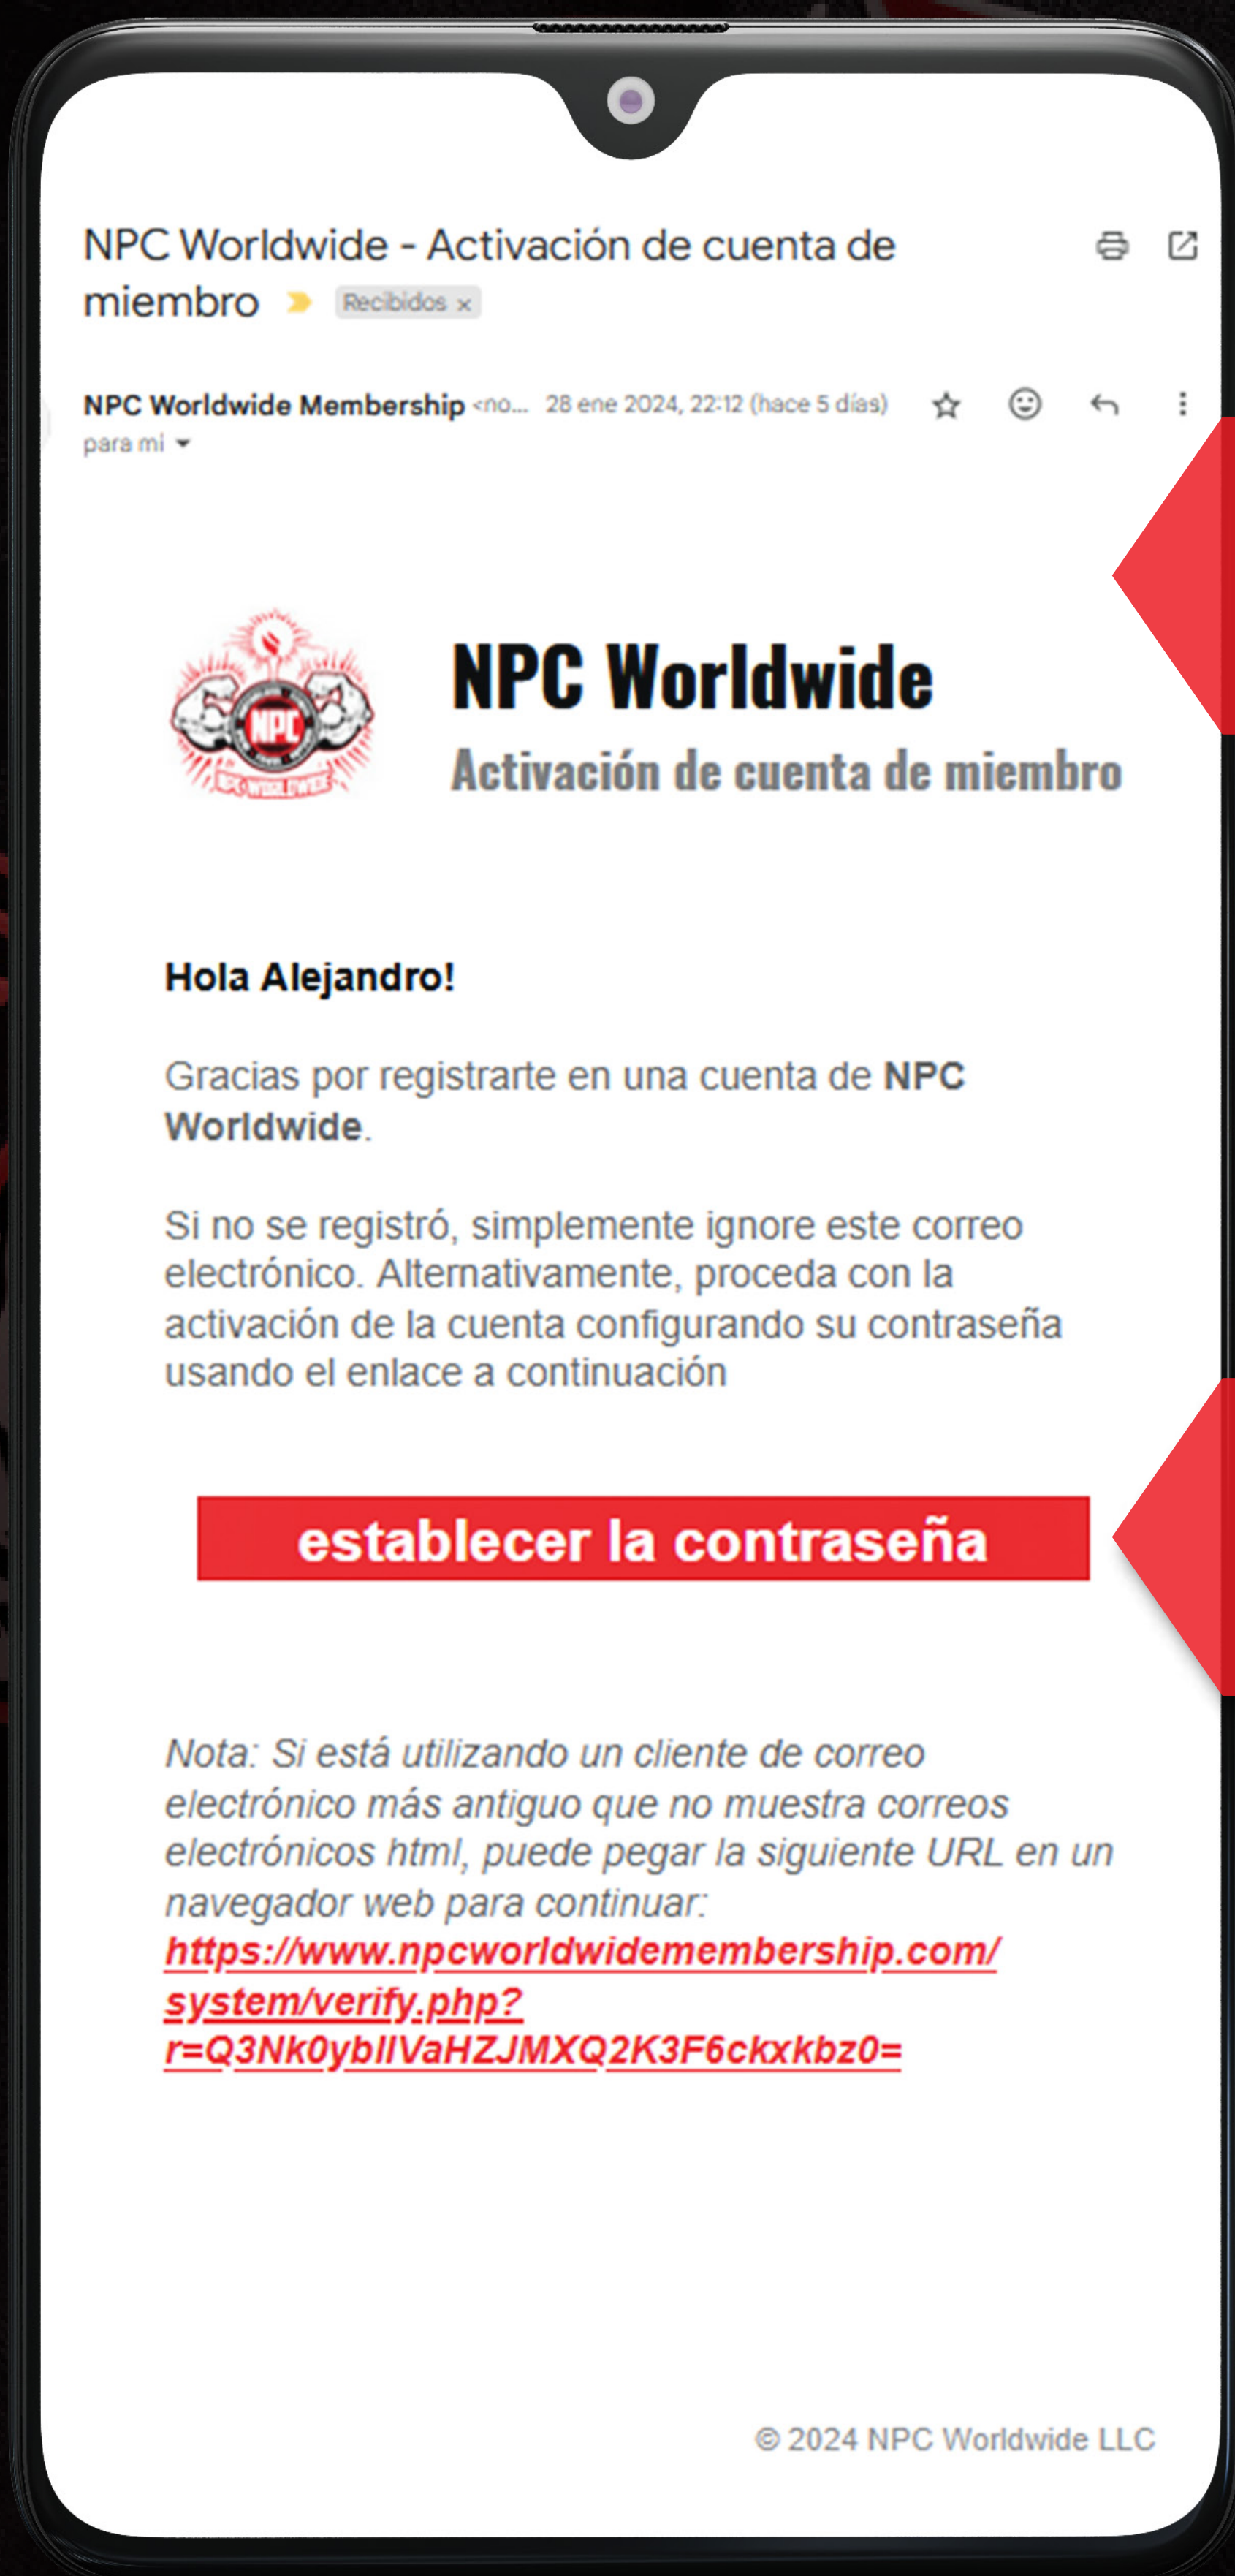 NPC Worldwide - Activación de cuenta de
miembro Recibidos x
NPC Worldwide Membership <no... 28 ene 2024, 22:12 (hace 5 días)
para mi
NPC
NPC WORLDWIDE
NPC Worldwide
Activación de cuenta de miembro
Hola Alejandro!
Gracias por registrarte en una cuenta de NPC
Worldwide.
Si no se registró, simplemente ignore este correo
electrónico. Alternativamente, proceda con la
activación de la cuenta configurando su contraseña
usando el enlace a continuación
establecer la contraseña
Nota: Si está utilizando un cliente de correo
electrónico más antiguo que no muestra correos
electrónicos html, puede pegar la siguiente URL en un
navegador web para continuar:
https://www.npcworldwidemembership.com/
system/verify.php?
r=Q3Nk0ybIlVaHZJMXQ2K3F6ckxkbz0=
© 2024 NPC Worldwide LLC